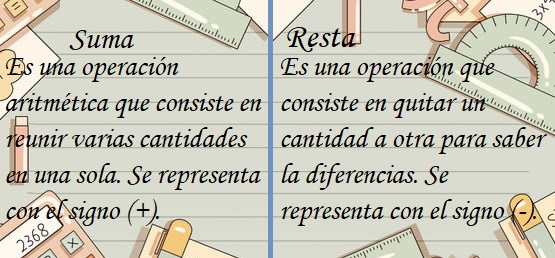 Suma
Es una operación
aritmética que consiste en
reunir varias cantidades
en una sola. Se representa
con el signo (+).
2368
Resta
Es una operación que
consiste en quitar un
cantidad a otra para saber
la diferencias. Se
representa con el signo (-).